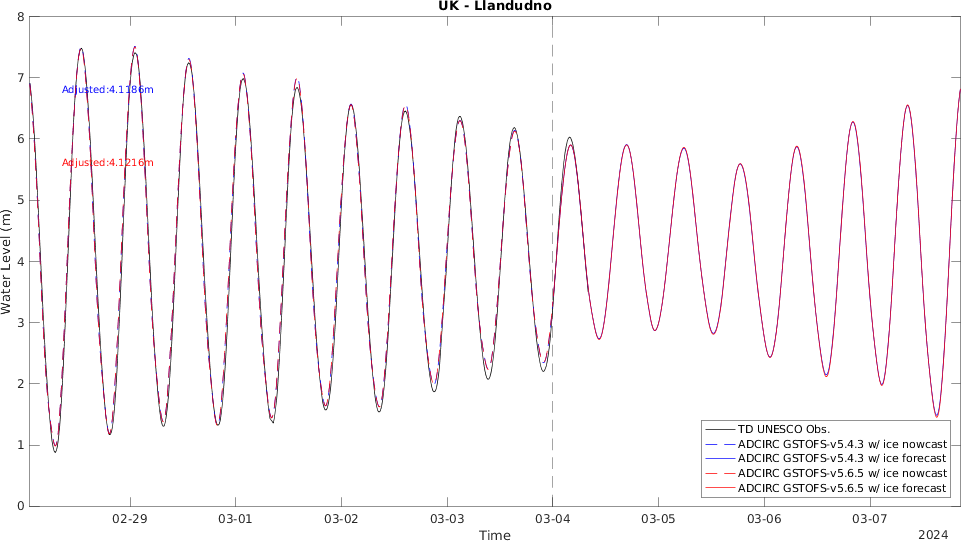 UK - Llandudno
8
7
6
5
4
3
2
1
0
Water Level (m)
Adjusted:4.1186m
Adjusted:4.1216m
TD UNESCO Obs.
ADCIRC GSTOFS-v5.4.3 w/ ice nowcast
ADCIRC GSTOFS-v5.4.3 w/ ice forecast
ADCIRC GSTOFS-v5.6.5 w/ ice nowcast
ADCIRC GSTOFS-v5.6.5 w/ ice forecast
02-29 03-01 03-02 03-03 03-04 03-05 03-06 03-07
Time
2024